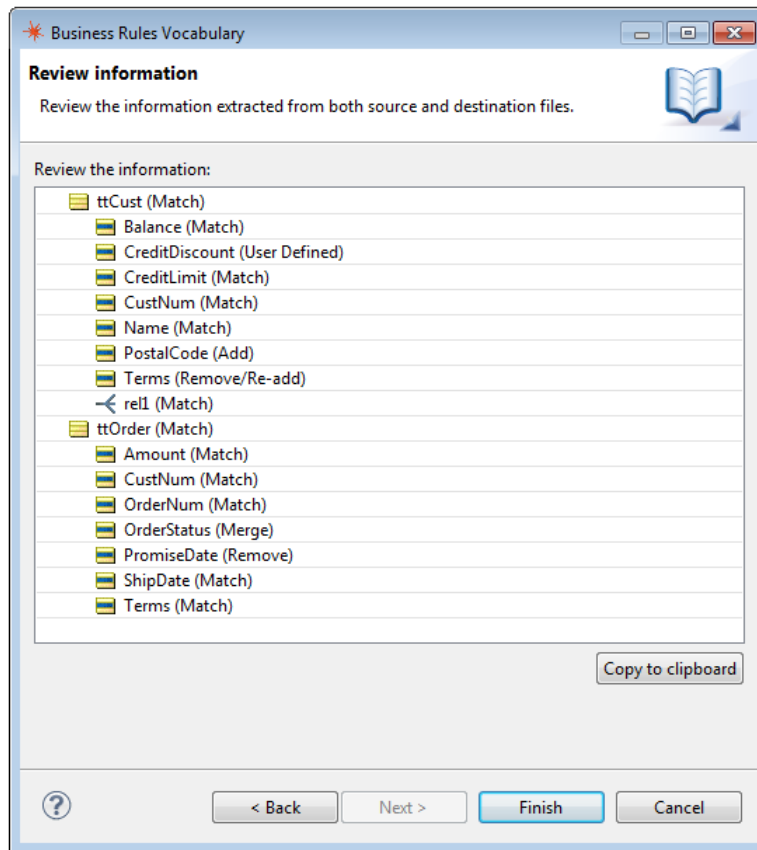 Business Rules Vocabulary
Review information
Review the information extracted from both source and destination files.
Review the information:
ttCust (Match)
Balance (Match)
CreditDiscount (User Defined)
CreditLimit (Match)
CustNum (Match)
Name (Match)
PostalCode (Add)
Terms (Remove/Re-add)
rel1 (Match)
ttOrder (Match)
Amount (Match)
CustNum (Match)
OrderNum (Match)
OrderStatus (Merge)
PromiseDate (Remove)
ShipDate (Match)
Terms (Match)
Copy to clipboard
? < Back Next > Finish Cancel